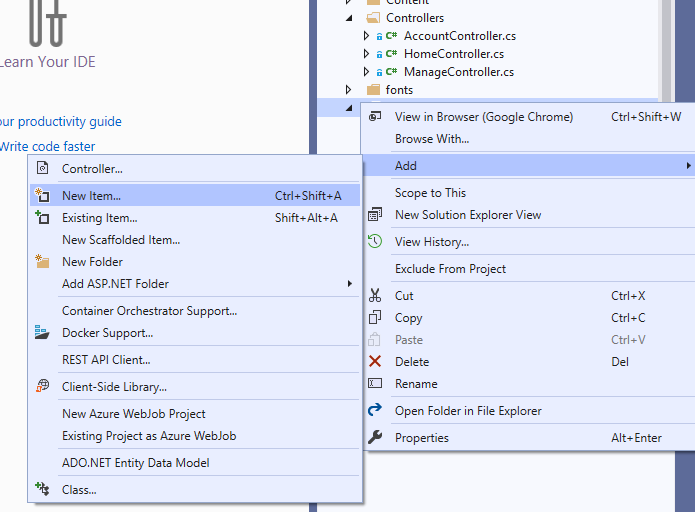 Content
Controllers
C# AccountController.cs
C# HomeController.cs
C# ManageController.cs
fonts
Learn Your IDE
our productivity guide
Write code faster
View in Browser (Google Chrome) Ctrl+Shift+W
Browse With...
Add
Scope to This
New Solution Explorer View
View History...
Exclude From Project
Cut Ctrl+X
Copy Ctrl+C
Paste Ctrl+V
Delete Del
Rename
Open Folder in File Explorer
Properties Alt+Enter
Controller...
New Item... Ctrl+Shift+A
Existing Item... Shift+Alt+A
New Scaffolded Item...
New Folder
Add ASP.NET Folder
Container Orchestrator Support...
Docker Support...
REST API Client...
Client-Side Library...
New Azure WebJob Project
Existing Project as Azure WebJob
ADO.NET Entity Data Model
Class...